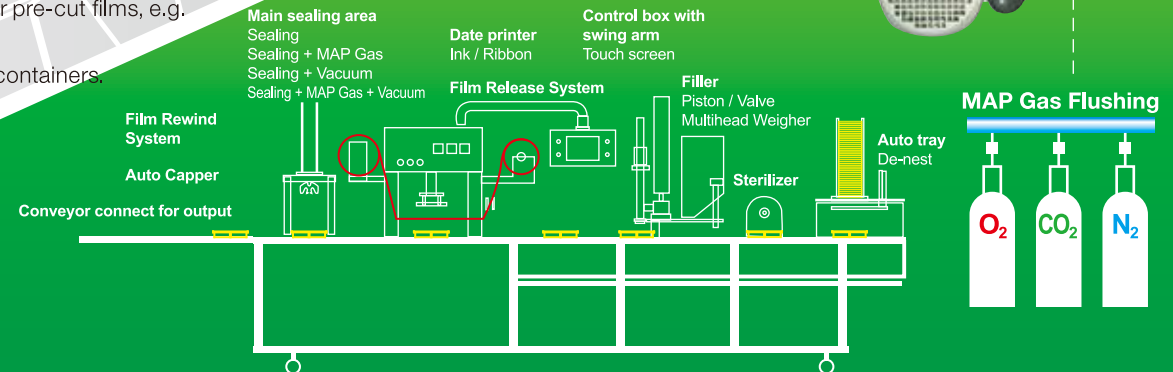 r pre-cut films, e.g.
containers.
Main sealing area
Sealing
Sealing + MAP Gas
Sealing + Vacuum
Sealing + MAP Gas + Vacuum
Date printer
Ink / Ribbon
Control box with
swing arm
Touch screen
Film Release System
Filler
Piston / Valve
Multihead Weigher
MAP Gas Flushing
Film Rewind
System
Auto tray
De-nest
Auto Capper
Sterilizer
Conveyor connect for output
O₂
CO₂
N₂